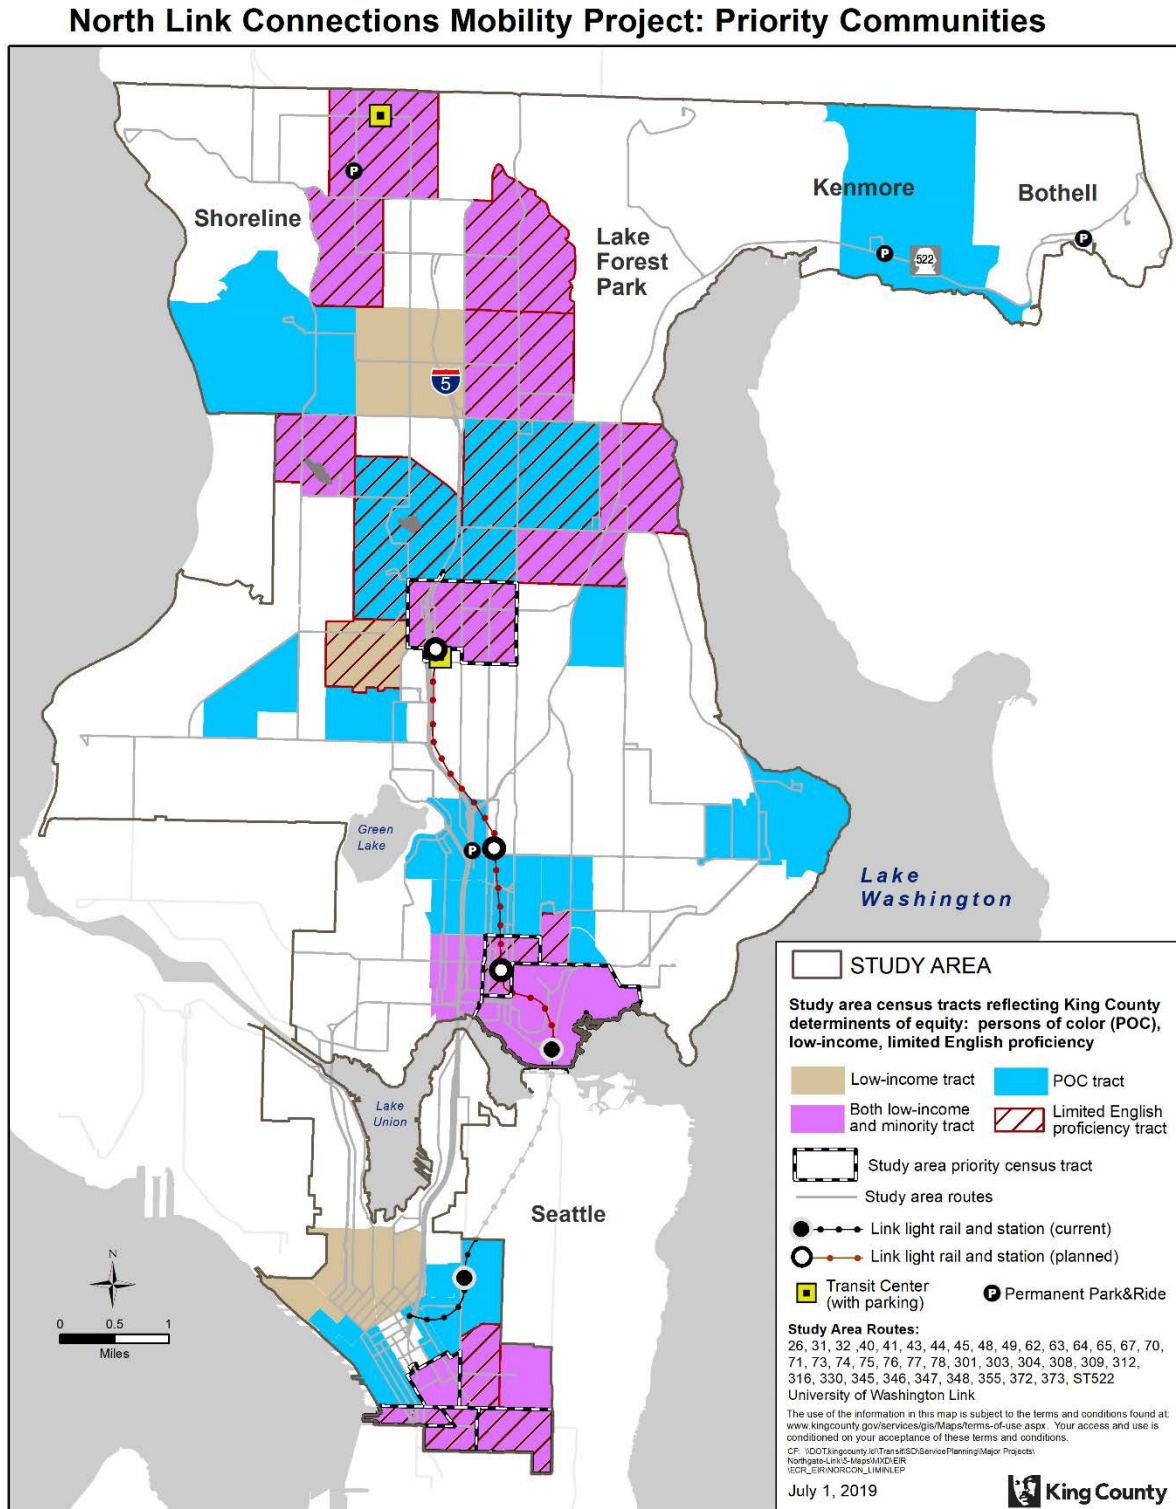 North Link Connections Mobility Project: Priority Communities
Shoreline
Lake
Forest
Park
Kenmore
Bothell
P
P
P
522
5
Green
Lake
P
Lake
Washington
Lake
Union
Seattle
N
0 0.5 1
Miles
STUDY AREA
Study area census tracts reflecting King County
determinents of equity: persons of color (POC),
low-income, limited English proficiency
Low-income tract
POC tract
Both low-income
and minority tract
Limited English
proficiency tract
Study area priority census tract
Study area routes
Link light rail and station (current)
Link light rail and station (planned)
Transit Center
(with parking)
P Permanent Park&Ride
Study Area Routes:
26, 31, 32 ,40, 41, 43, 44, 45, 48, 49, 62, 63, 64, 65, 67, 70,
71, 73, 74, 75, 76, 77, 78, 301, 303, 304, 308, 309, 312,
316, 330, 345, 346, 347, 348, 355, 372, 373, ST522
University of Washington Link
The use of the information in this map is subject to the terms and conditions found at:
www.kingcounty.gov/services/gis/Maps/terms-of-use.aspx. Your access and use is
conditioned on your acceptance of these terms and conditions.
Northgate-Link\5-Maps\MXD\EIR
July 1, 2019
King County